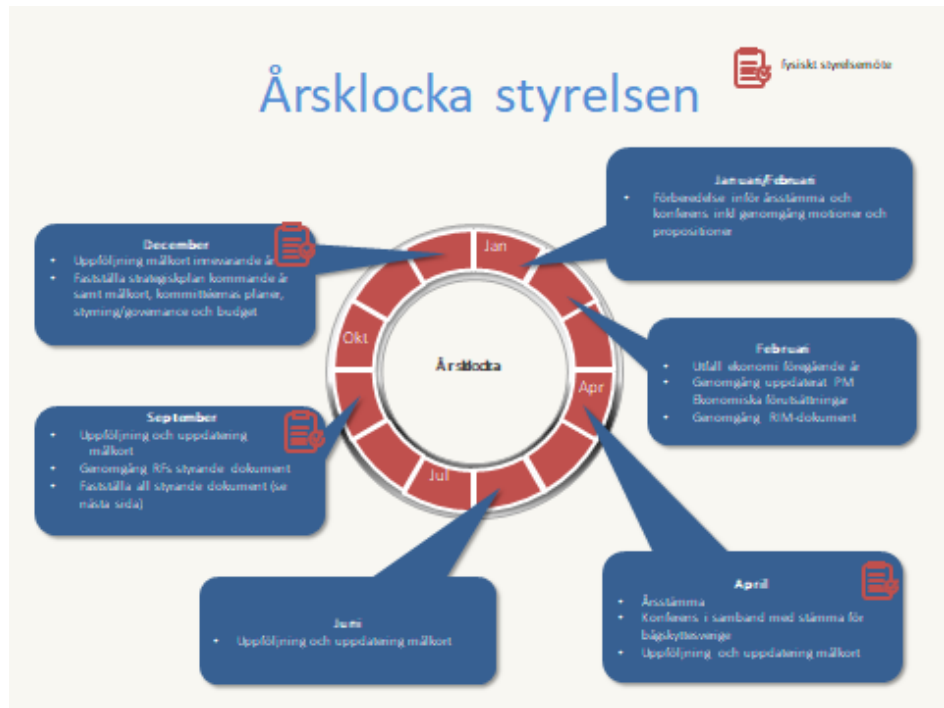 fysiskt styrelsemöte
Årsklocka styrelsen
Januari/Februari
• Förberedelse inför årsstämma och
konferens inkl genomgång motioner och
propositioner
December
• Uppföljning målkort innevarande år
• Fastställa strategiskplan kommande år
samt målkort, kommittéernas planer,
styrning/governance och budget
Jan
Okt
Årsklocka
Apr
Jul
Februari
• Utfall ekonomi föregående år
• Genomgång uppdaterat PM
Ekonomiska förutsättningar
• Genomgång RIM-dokument
September
• Uppföljning och uppdatering
målkort
• Genomgång RFs styrande dokument
• Fastställa all styrande dokument (se
nästa sida)
April
• Årsstämma
• Konferens i samband med stämma för
bågskyttesverige
• Uppföljning och uppdatering målkort
Juni
• Uppföljning och uppdatering målkort